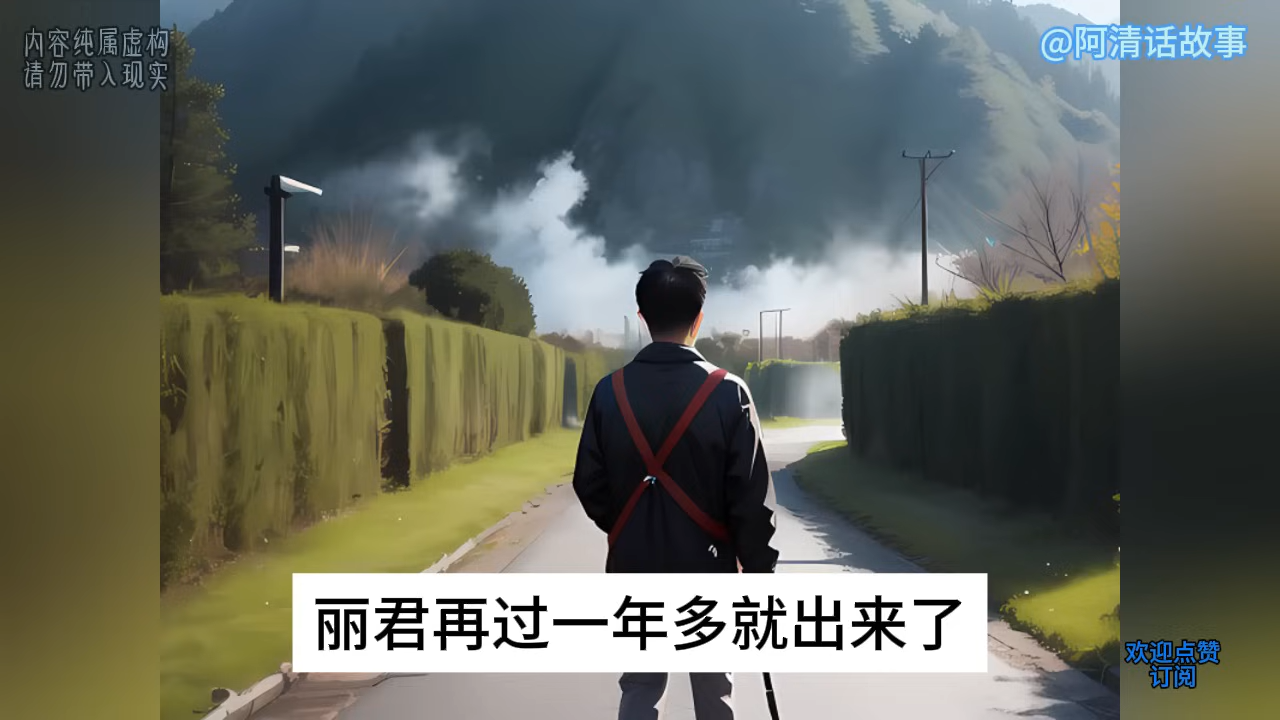 内容纯属虚构
请勿带入现实
@阿清话故事
丽君再过一年多就出来了
欢迎点赞
订阅